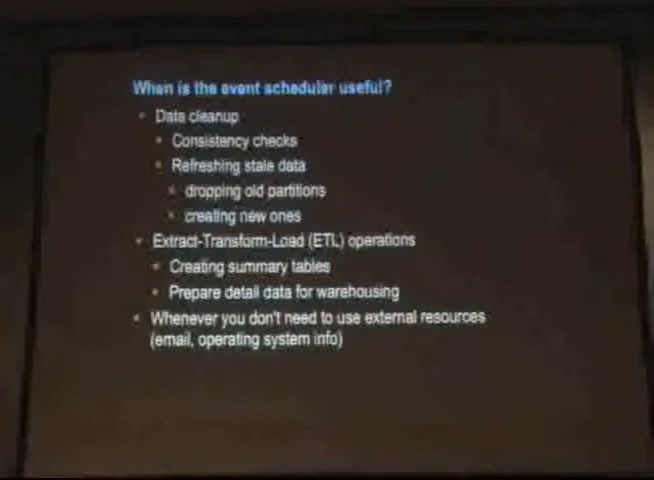 When is the event scheduler useful?
Data cleanup
Consistency checks
Refreshing stale data
dropping old partitions
creating new ones
Extract-Transform-Load (ETL) operations
Creating summary tables
Prepare detail data for warehousing
Whenever you don't need to use external resources
(email, operating system info)